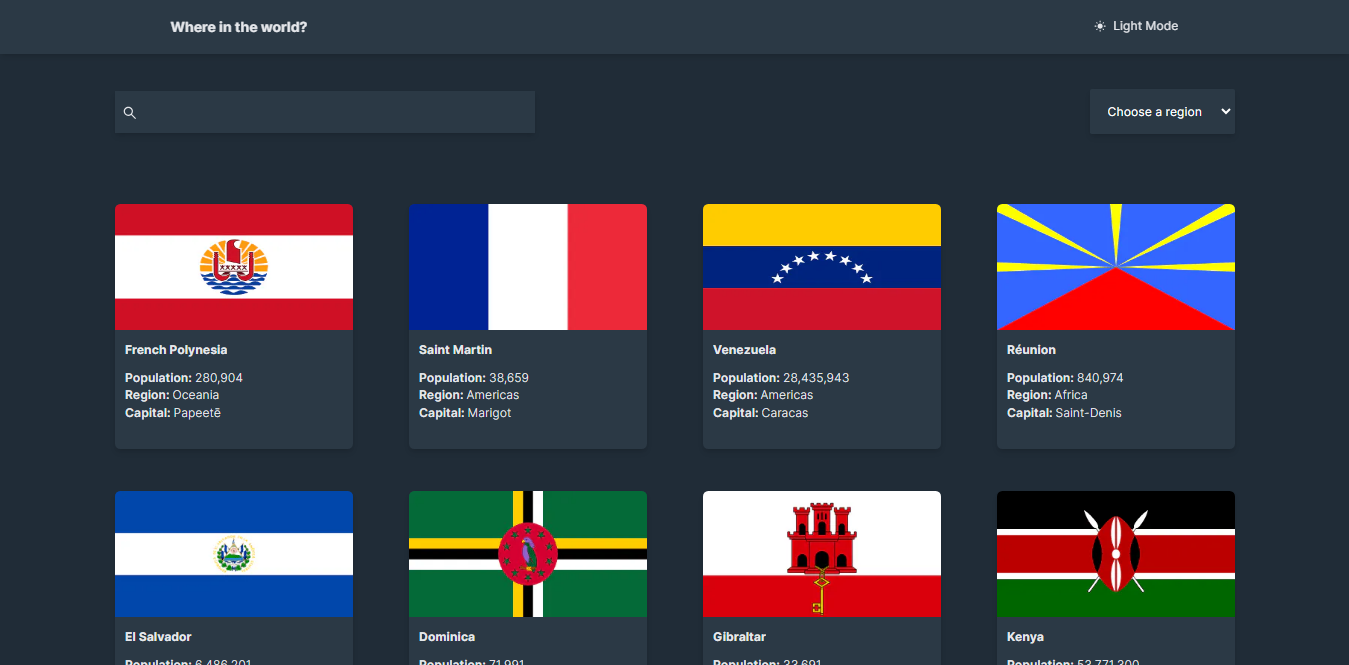 Where in the world?
Light Mode
Choose a region
French Polynesia
Population: 280,904
Region: Oceania
Capital: Papeetē
Saint Martin
Population: 38,659
Region: Americas
Capital: Marigot
Venezuela
Population: 28,435,943
Region: Americas
Capital: Caracas
Réunion
Population: 840,974
Region: Africa
Capital: Saint-Denis
El Salvador
Population: 6,486,201
Dominica
Population: 71,991
Gibraltar
Population: 33,691
Kenya
Population: 53,771,300